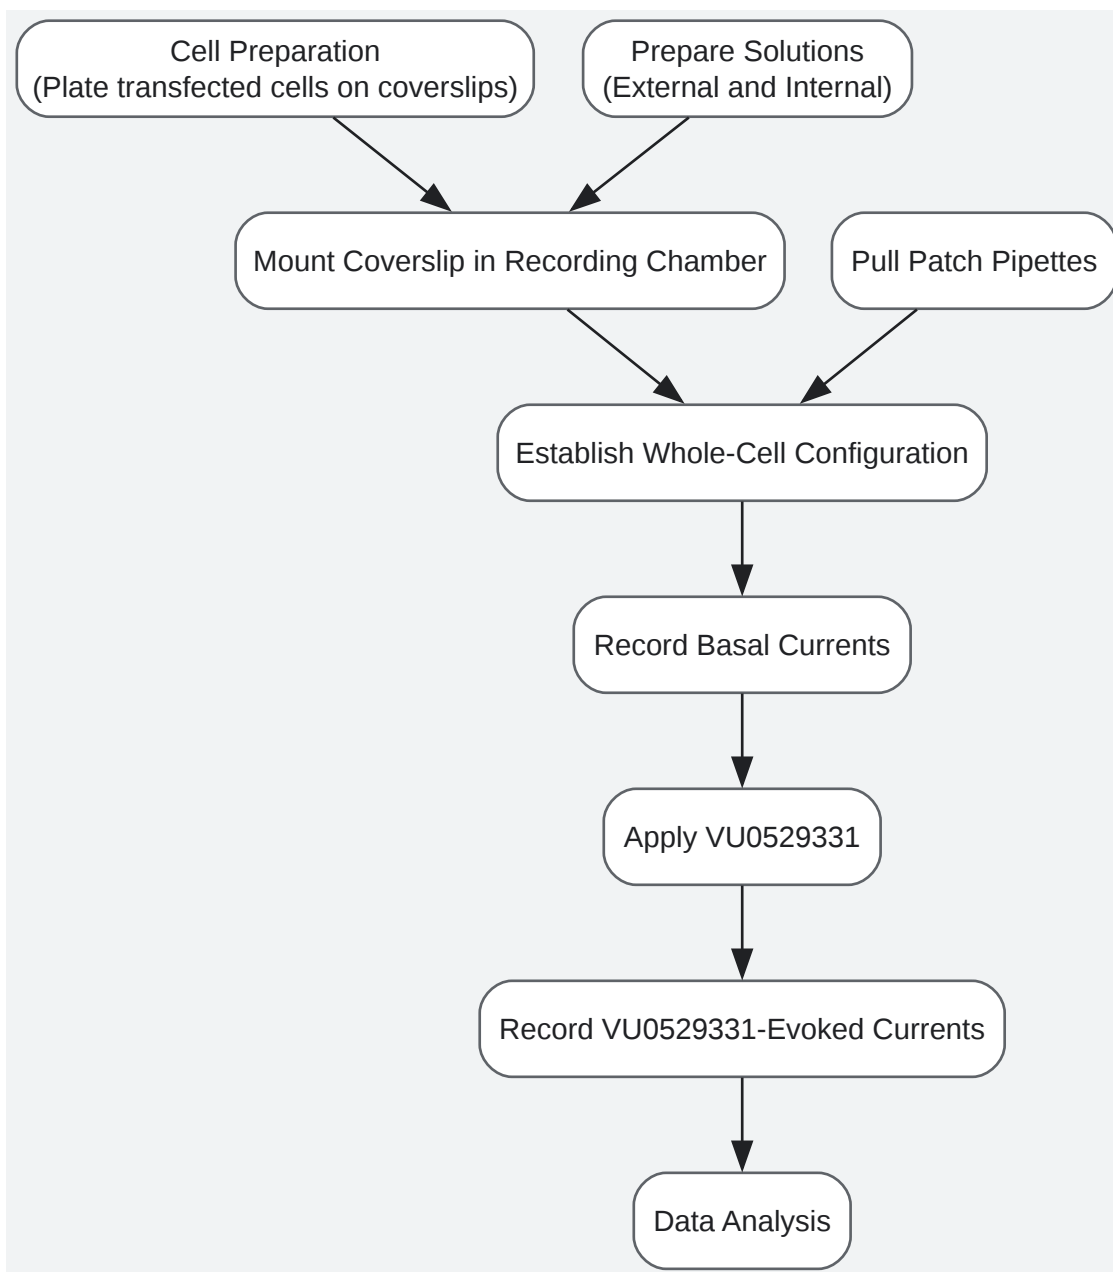 Cell Preparation
(Plate transfected cells on coverslips)
Prepare Solutions
(External and Internal)
Mount Coverslip in Recording Chamber
Pull Patch Pipettes
Establish Whole-Cell Configuration
Record Basal Currents
Apply VU0529331
Record VU0529331-Evoked Currents
Data Analysis